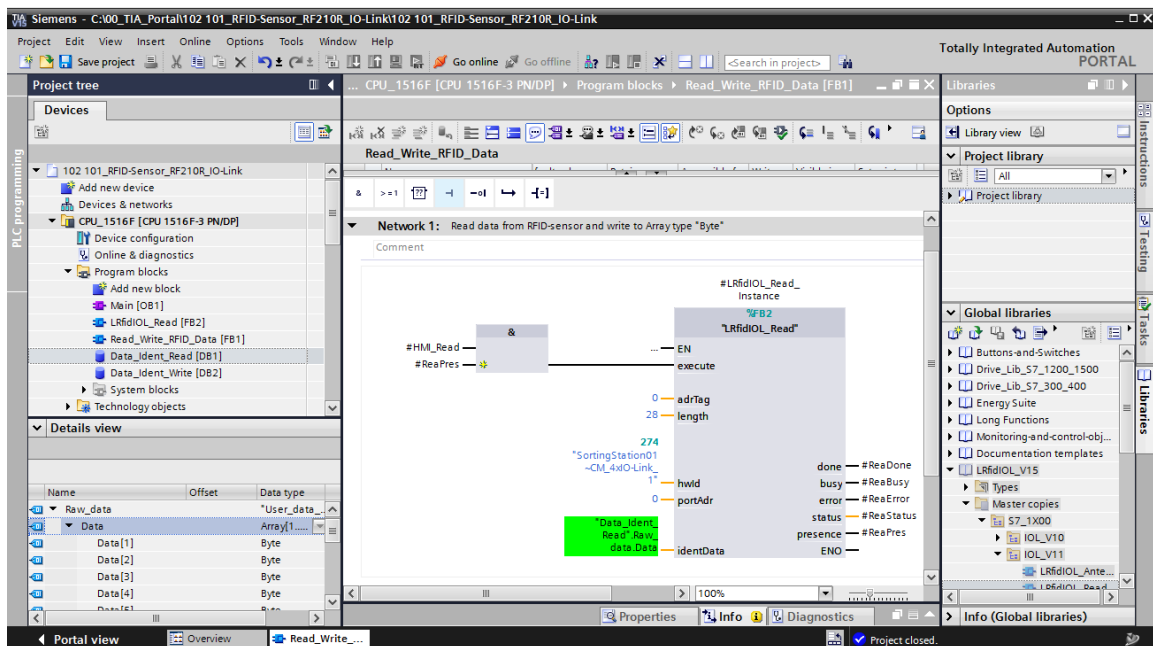 Siemens - C:\00_TIA_Portal\102 101_RFID-Sensor_RF210R_IO-Link\102 101_RFID-Sensor_RF210R_IO-Link
Project Edit View Insert Online Options Tools Window Help
Totally Integrated Automation
PORTAL
Save project
Go online
Go offline
<Search in project>
Project tree
Devices
102 101_RFID-Sensor_RF210R_IO-Link
Add new device
Devices & networks
CPU_1516F [CPU 1516F-3 PN/DP]
Device configuration
Online & diagnostics
Program blocks
Add new block
Main [OB1]
LRfidIOL_Read [FB2]
Read_Write_RFID_Data [FB1]
Data_Ident_Read [DB1]
Data_Ident_Write [DB2]
System blocks
Technology objects
PLC programming
Details view
Name Offset Data type
Raw_data "User_data_...
Data Array[1....
Data[1] Byte
Data[2] Byte
Data[3] Byte
Data[4] Byte
... CPU_1516F [CPU 1516F-3 PN/DP] Program blocks Read_Write_RFID_Data [FB1]
Read_Write_RFID_Data
& >=1 ??
Network 1: Read data from RFID-sensor and write to Array type "Byte"
Comment
#LRfidIOL_Read_
Instance
%FB2
"LRfidIOL_Read"
&
#HMI_Read
#ReaPres
... EN
execute
0 adrTag
28 length
274
"SortingStation01
~CM_4xIO-Link_
1" hwId
0 portAdr
"Data_Ident_
Read".Raw_
data.Data identData
done #ReaDone
busy #ReaBusy
error #ReaError
status #ReaStatus
presence #ReaPres
ENO
100%
Properties Info Diagnostics
Libraries
Options
Library view
Project library
All
Project library
Global libraries
Buttons-and-Switches
Drive_Lib_S7_1200_1500
Drive_Lib_S7_300_400
Energy Suite
Long Functions
Monitoring-and-control-obj...
Documentation templates
LRfidIOL_V15
Types
Master copies
S7_1X00
IOL_V10
IOL_V11
LRfidIOL_Ante...
Info (Global libraries)
Instructions
Testing
Tasks
Libraries
Portal view Overview Read_Write_... Project closed.